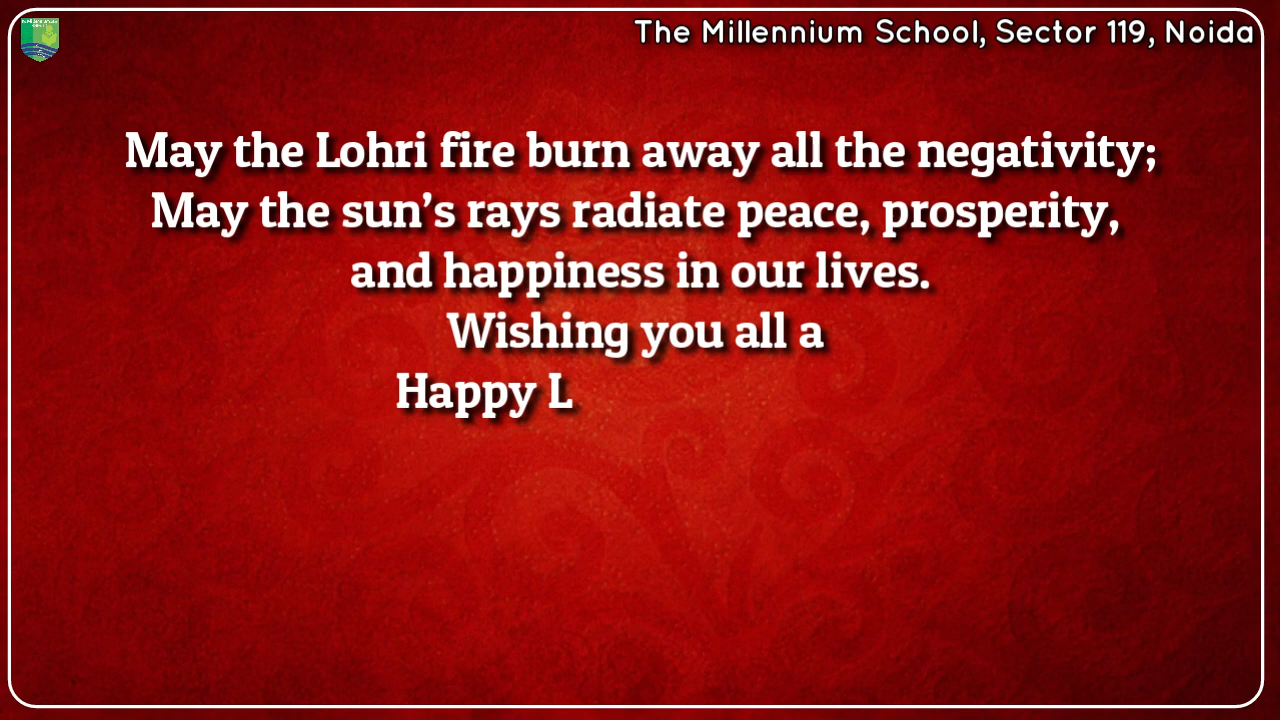 The Millennium School, Sector 119, Noida
May the Lohri fire burn away all the negativity;
May the sun’s rays radiate peace, prosperity,
and happiness in our lives.
Wishing you all a
Happy L